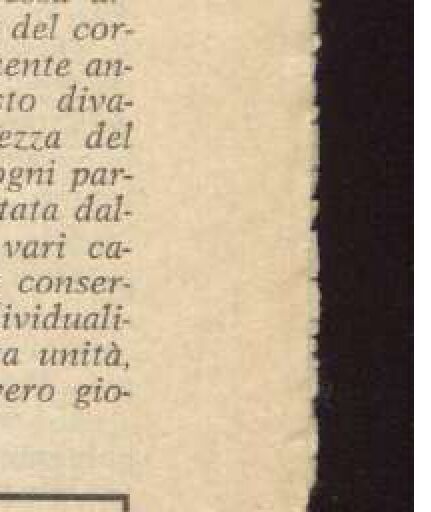 del cor-
ente an-
sto diva-
ezza del
ogni par-
tata dal-
vari ca-
conser-
ividuali-
a unità,
vero gio-